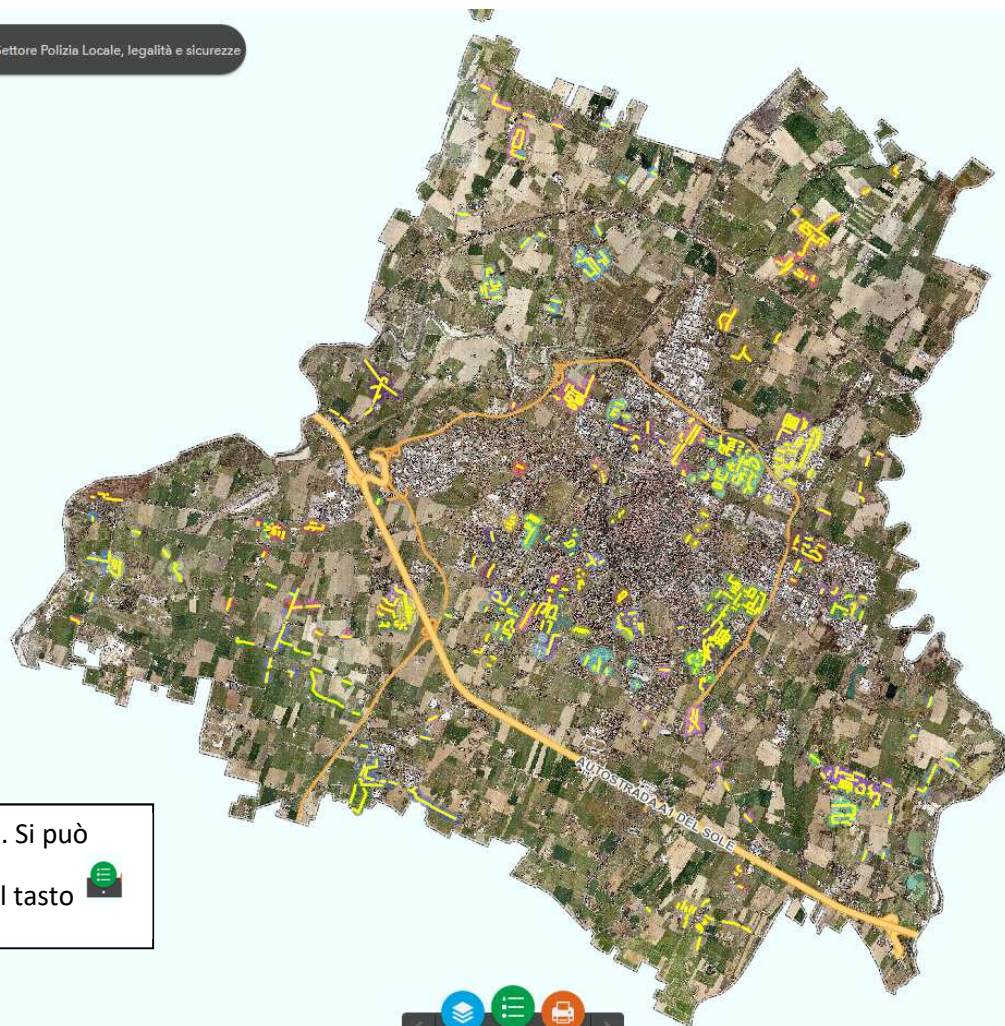 Settore Polizia Locale, legalità e sicurezze
AUTOSTRADA A1 DEL SOLE
. Si può
l tasto